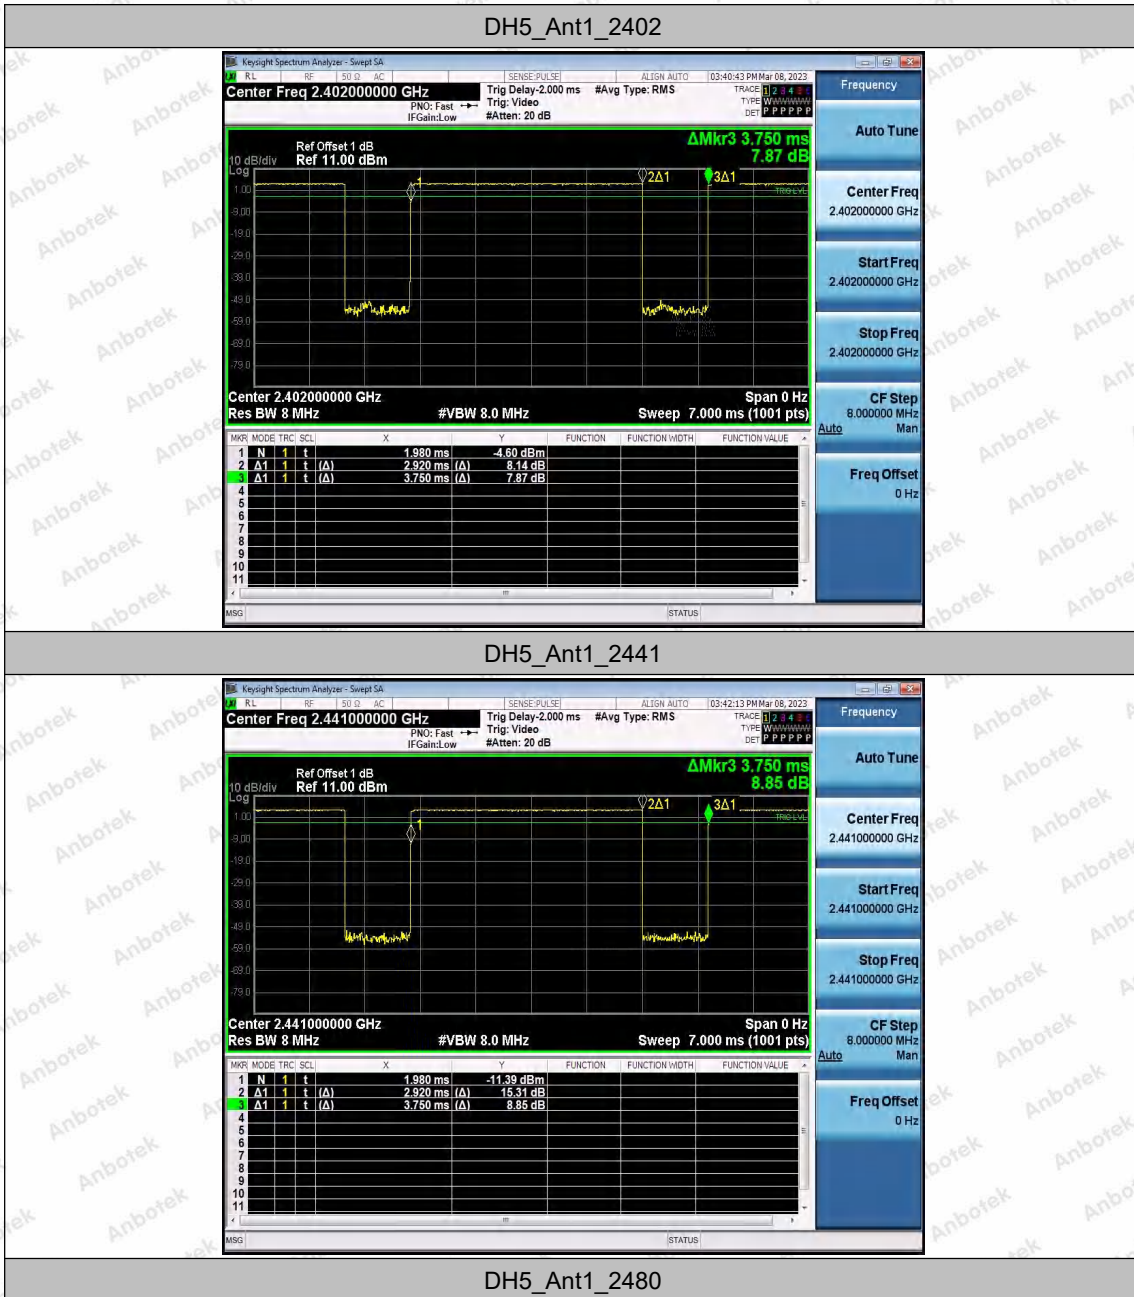 DH5_Ant1_2402
Keysight Spectrum Analyzer - Swept SA
RL RF 50 Ω AC SENSE:PULSE ALIGN AUTO 03:40:43 PM Mar 08, 2023
Center Freq 2.402000000 GHz Trig Delay-2.000 ms #Avg Type: RMS TRACE 1 2 3 4 5 6
PNO: Fast Trig: Video TYPE WWWWWW
IFGain:Low #Atten: 20 dB DET P P P P P P
Frequency
Auto Tune
ΔMkr3 3.750 ms
7.87 dB
Ref Offset 1 dB
10 dB/div Ref 11.00 dBm
Log
2Δ1 3Δ1
1
TRIG LVL
1.00
-9.00
-19.0
-29.0
-39.0
-49.0
-59.0
-69.0
-79.0
Center 2.402000000 GHz Span 0 Hz
Res BW 8 MHz #VBW 8.0 MHz Sweep 7.000 ms (1001 pts)
Center Freq
2.402000000 GHz
Start Freq
2.402000000 GHz
Stop Freq
2.402000000 GHz
CF Step
8.000000 MHz
Auto Man
Freq Offset
0 Hz
MKR MODE TRC SCL X Y FUNCTION FUNCTION WIDTH FUNCTION VALUE
1 N 1 t 1.980 ms -4.60 dBm
2 Δ1 1 t (Δ) 2.920 ms (Δ) 8.14 dB
3 Δ1 1 t (Δ) 3.750 ms (Δ) 7.87 dB
4
5
6
7
8
9
10
11
MSG STATUS
DH5_Ant1_2441
Keysight Spectrum Analyzer - Swept SA
RL RF 50 Ω AC SENSE:PULSE ALIGN AUTO 03:42:13 PM Mar 08, 2023
Center Freq 2.441000000 GHz Trig Delay-2.000 ms #Avg Type: RMS TRACE 1 2 3 4 5 6
PNO: Fast Trig: Video TYPE WWWWWW
IFGain:Low #Atten: 20 dB DET P P P P P P
Frequency
Auto Tune
ΔMkr3 3.750 ms
8.85 dB
Ref Offset 1 dB
10 dB/div Ref 11.00 dBm
Log
2Δ1 3Δ1
1
TRIG LVL
1.00
-9.00
-19.0
-29.0
-39.0
-49.0
-59.0
-69.0
-79.0
Center 2.441000000 GHz Span 0 Hz
Res BW 8 MHz #VBW 8.0 MHz Sweep 7.000 ms (1001 pts)
Center Freq
2.441000000 GHz
Start Freq
2.441000000 GHz
Stop Freq
2.441000000 GHz
CF Step
8.000000 MHz
Auto Man
Freq Offset
0 Hz
MKR MODE TRC SCL X Y FUNCTION FUNCTION WIDTH FUNCTION VALUE
1 N 1 t 1.980 ms -11.39 dBm
2 Δ1 1 t (Δ) 2.920 ms (Δ) 15.31 dB
3 Δ1 1 t (Δ) 3.750 ms (Δ) 8.85 dB
4
5
6
7
8
9
10
11
MSG STATUS
DH5_Ant1_2480
Anbotek